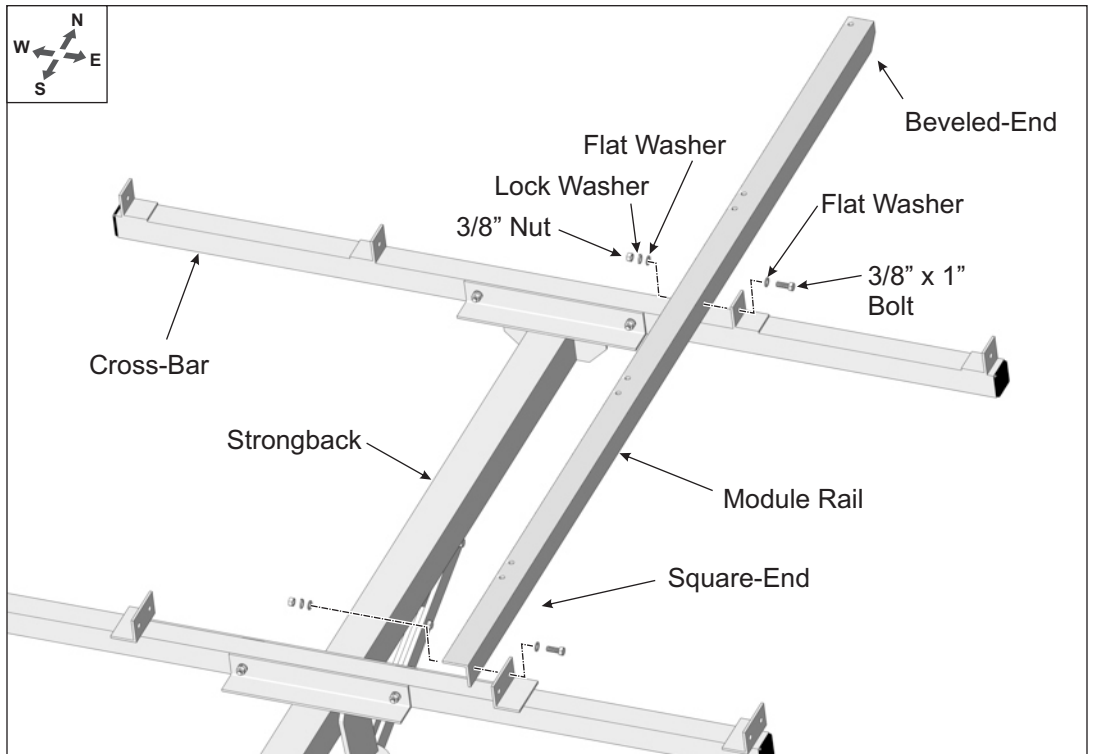 N
W
E
S
Beveled-End
Flat Washer
Lock Washer
Flat Washer
3/8” Nut
3/8” x 1”
Bolt
Cross-Bar
Strongback
Module Rail
Square-End